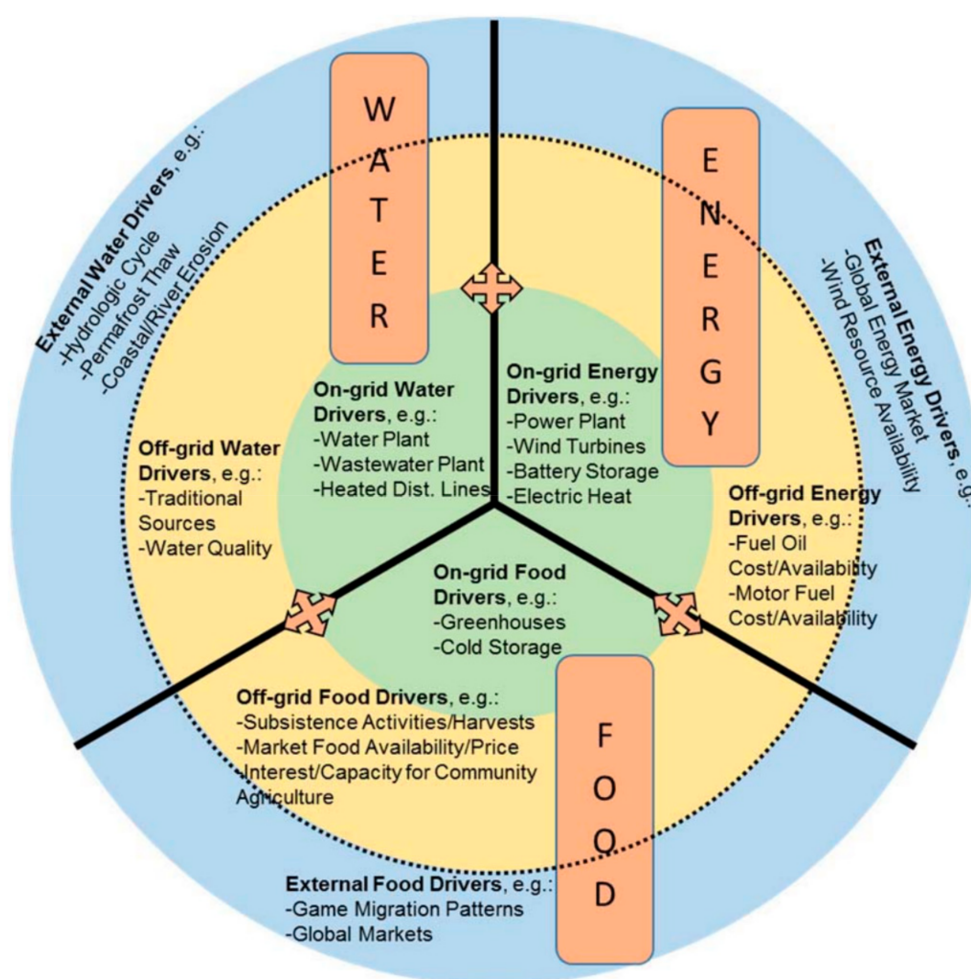 WATER
ENERGY
External Water Drivers, e.g.:
-Hydrologic Cycle
-Permafrost Thaw
-Coastal/River Erosion
External Energy Drivers, e.g.:
-Global Energy Market
-Wind Resource Availability
On-grid Water
Drivers, e.g.:
-Water Plant
-Wastewater Plant
-Heated Dist. Lines
On-grid Energy
Drivers, e.g.:
-Power Plant
-Wind Turbines
-Battery Storage
-Electric Heat
Off-grid Water
Drivers, e.g.:
-Traditional
Sources
-Water Quality
Off-grid Energy
Drivers, e.g.:
-Fuel Oil
Cost/Availability
-Motor Fuel
Cost/Availability
On-grid Food
Drivers, e.g.:
-Greenhouses
-Cold Storage
Off-grid Food Drivers, e.g.:
-Subsistence Activities/Harvests
-Market Food Availability/Price
-Interest/Capacity for Community
Agriculture
FOOD
External Food Drivers, e.g.:
-Game Migration Patterns
-Global Markets